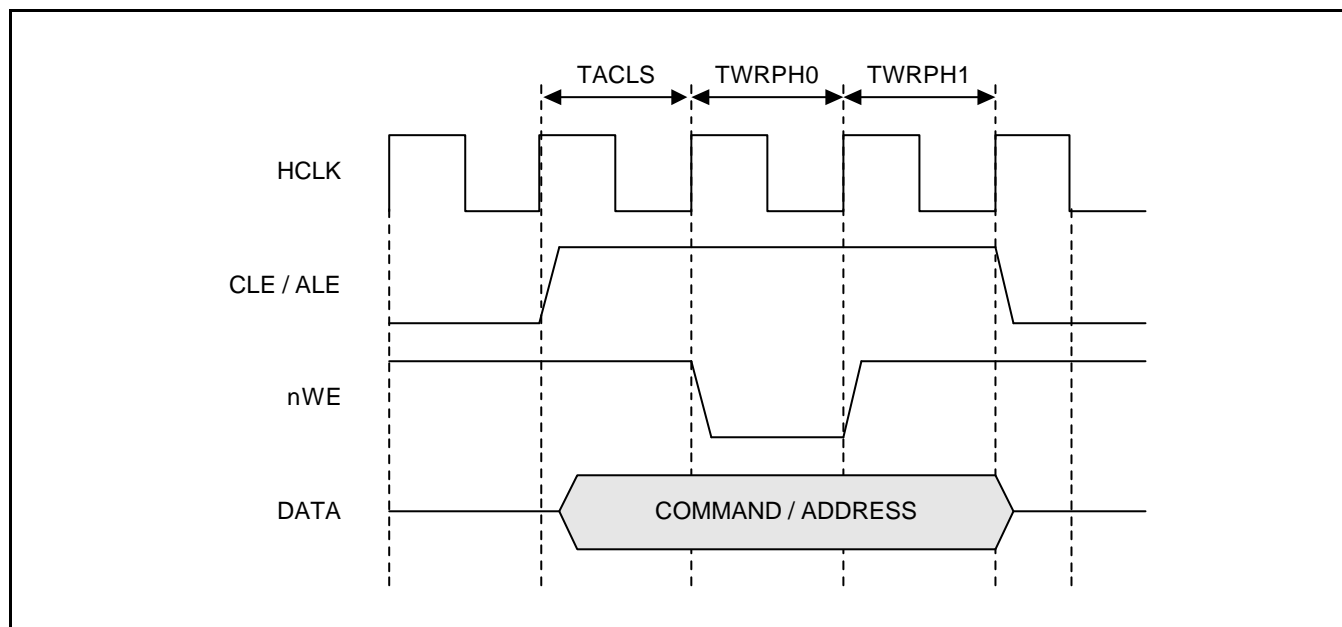 TACLS TWRPH0 TWRPH1
HCLK
CLE / ALE
nWE
DATA COMMAND / ADDRESS